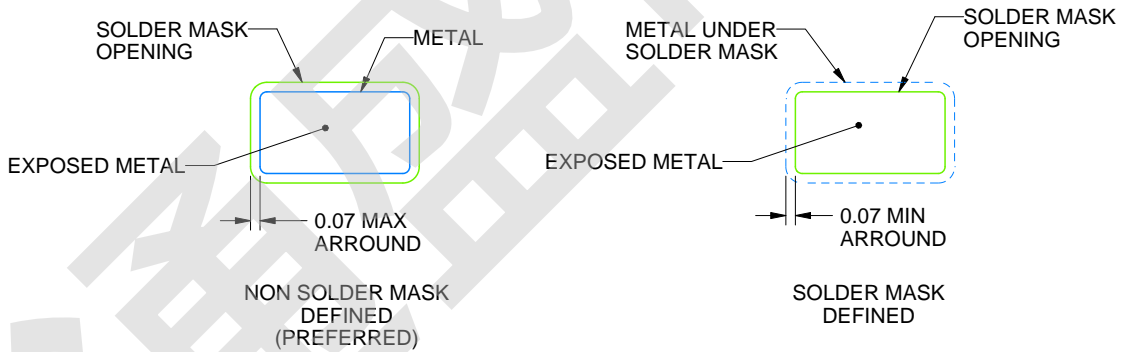 SOLDER MASK
OPENING
METAL
EXPOSED METAL
0.07 MAX
ARROUND
NON SOLDER MASK
DEFINED
(PREFERRED)
METAL UNDER
SOLDER MASK
SOLDER MASK
OPENING
EXPOSED METAL
0.07 MIN
ARROUND
SOLDER MASK
DEFINED